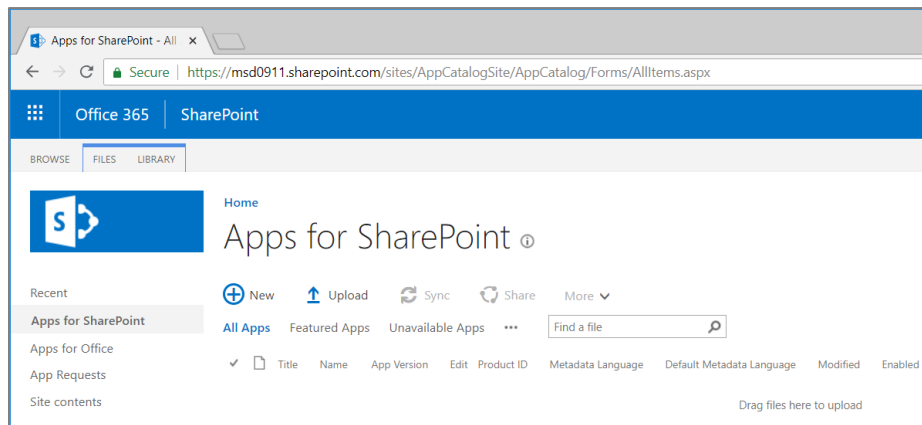 Apps for SharePoint - All
Secure https://msd0911.sharepoint.com/sites/AppCatalogSite/AppCatalog/Forms/AllItems.aspx
Office 365 SharePoint
BROWSE FILES LIBRARY
S
Home
Apps for SharePoint
New Upload Sync Share More
Recent
Apps for SharePoint
Apps for Office
App Requests
Site contents
All Apps Featured Apps Unavailable Apps ••• Find a file
Title Name App Version Edit Product ID Metadata Language Default Metadata Language Modified Enabled
Drag files here to upload